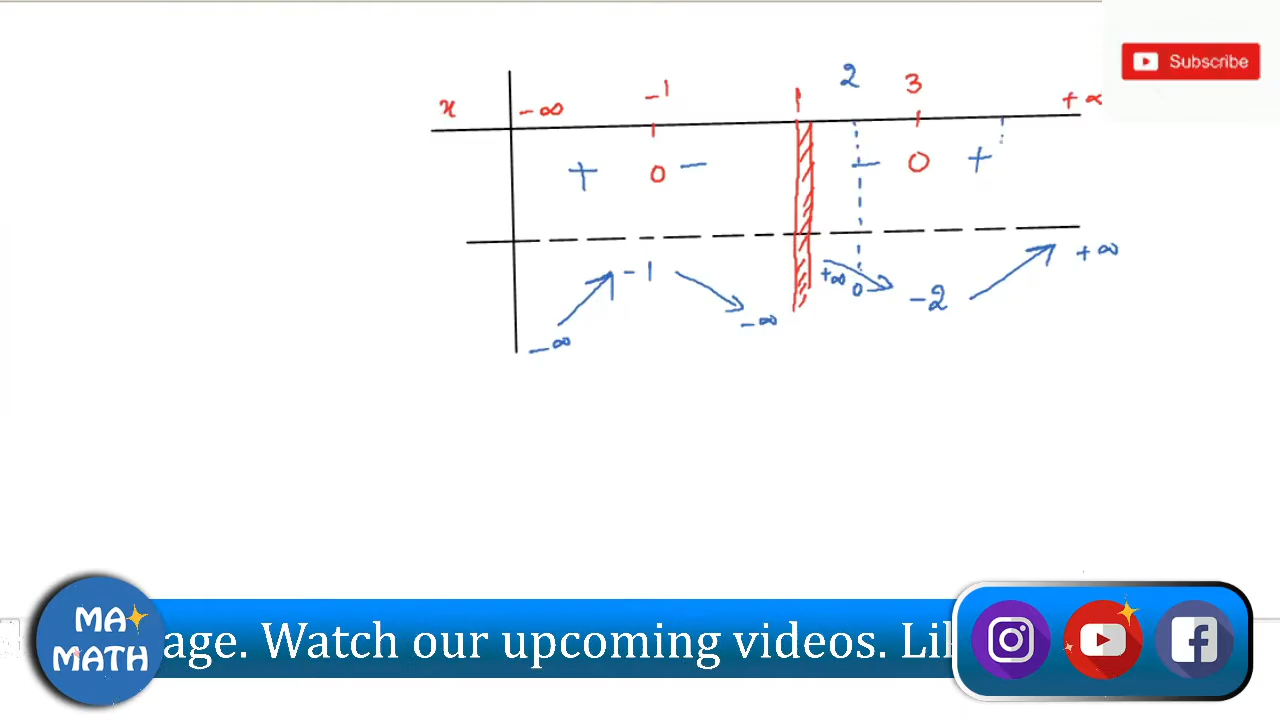 Subscribe
2
x -∞ -1 1 3 +∞
+ 0 - - 0 +
-1 +∞ 0 -2 +∞
-∞ -∞
MA MATH
age. Watch our upcoming videos. Lik